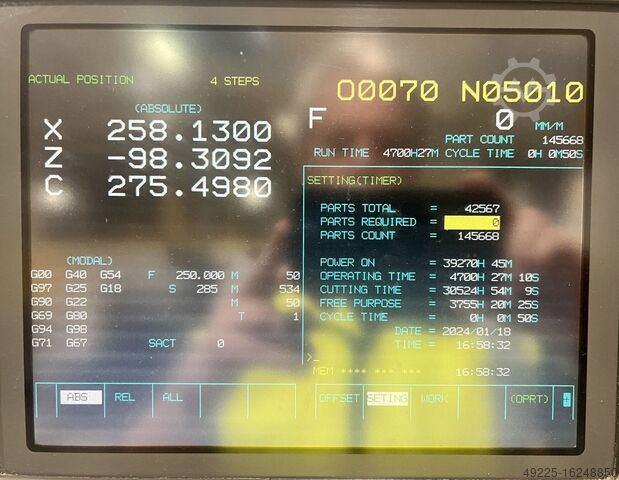 ACTUAL POSITION 4 STEPS O0070 N05010
(ABSOLUTE) F 0 MM/M
X 258.1300 PART COUNT 145668
Z -98.3092 RUN TIME 4700H27M CYCLE TIME 0H 0M50S
C 275.4980
SETTING(TIMER)
PARTS TOTAL = 42567
PARTS REQUIRED = 0
PARTS COUNT = 145668
POWER ON = 39270H 45M
OPERATING TIME = 4700H 27M 10S
CUTTING TIME = 30524H 54M 9S
FREE PURPOSE = 3755H 20M 25S
CYCLE TIME = 0H 0M 50S
DATE = 2024/01/18
TIME = 16:58:32
(MODAL)
G00 G40 G54 F 250.000 M 50
G97 G25 G18 S 285 M 534
G90 G22 M 50
G69 G80 T 1
G94 G98
G71 G67 SACT 0
>_
MEM **** *** *** 16:58:32
ABS REL ALL OFFSET SETING WORK (OPRT) +
49225-16248850